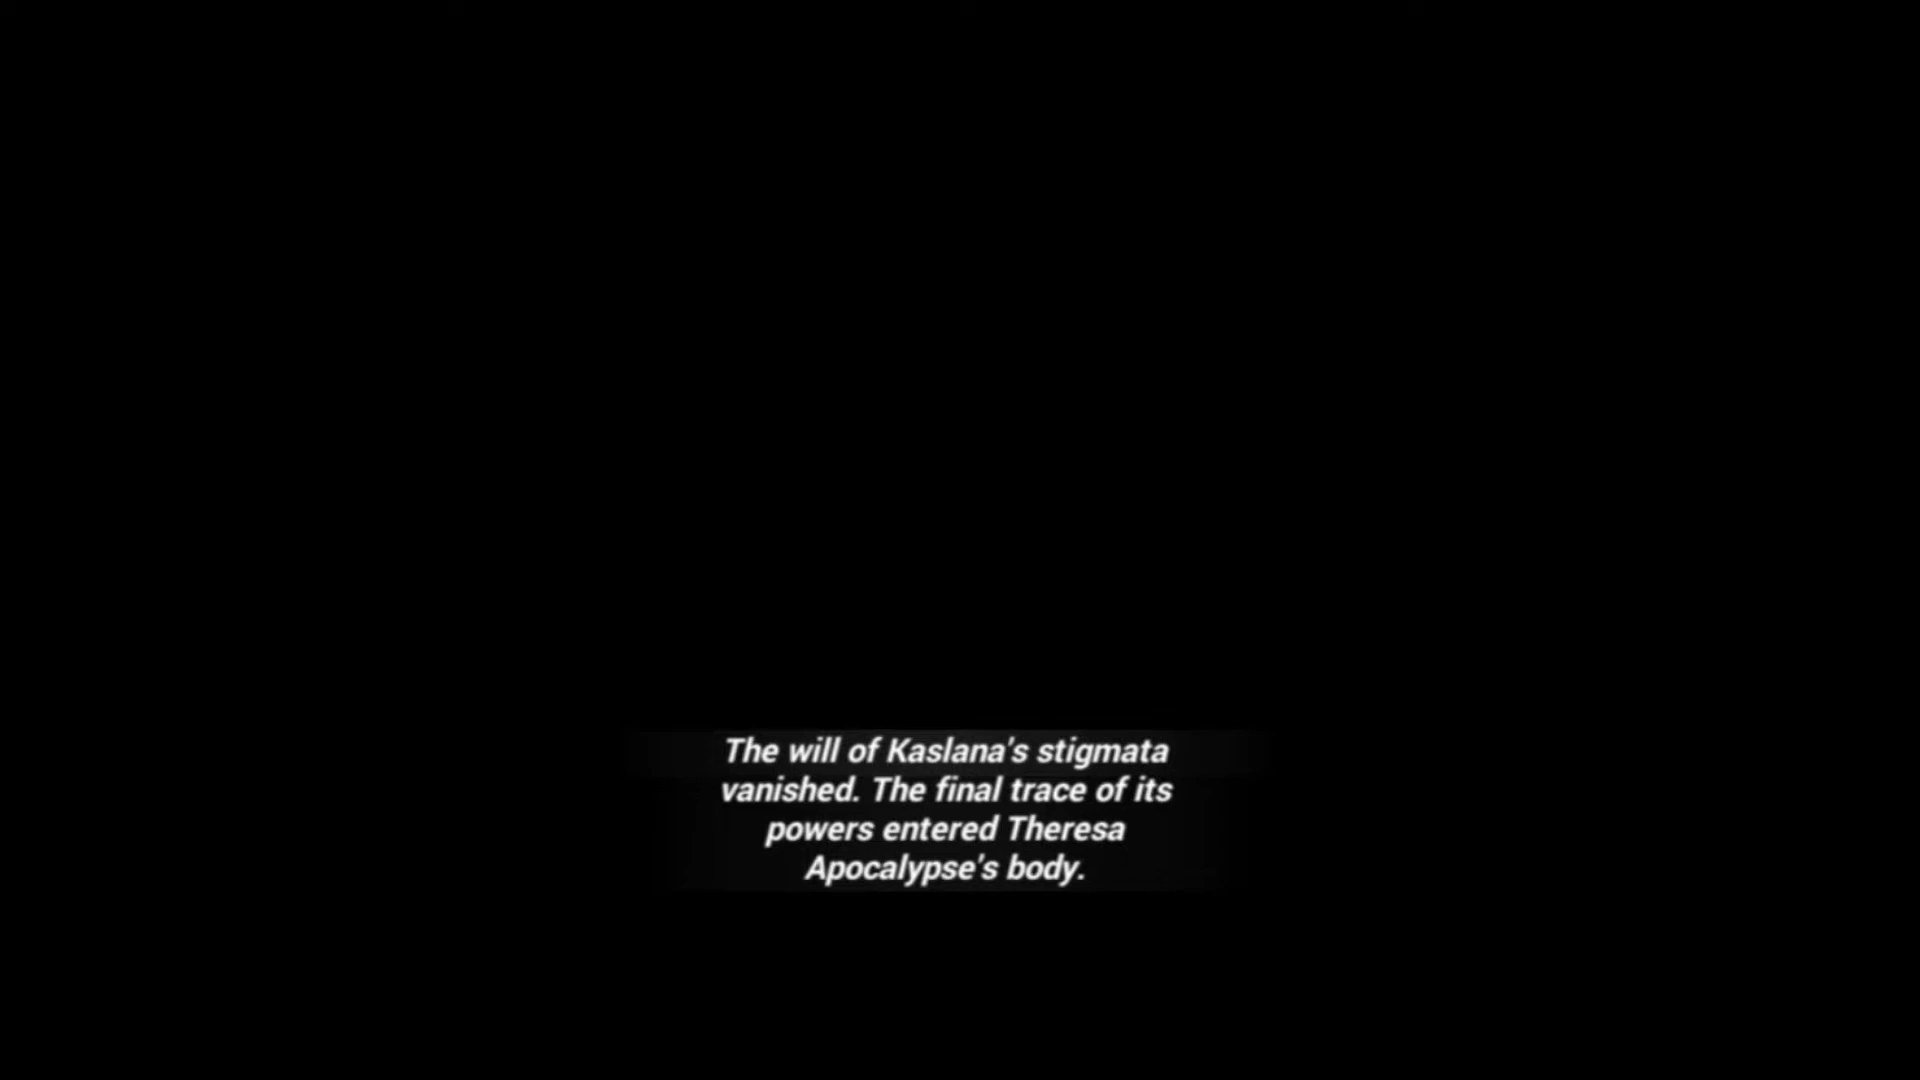 The will of Kaslana's stigmata
vanished. The final trace of its
powers entered Theresa
Apocalypse's body.